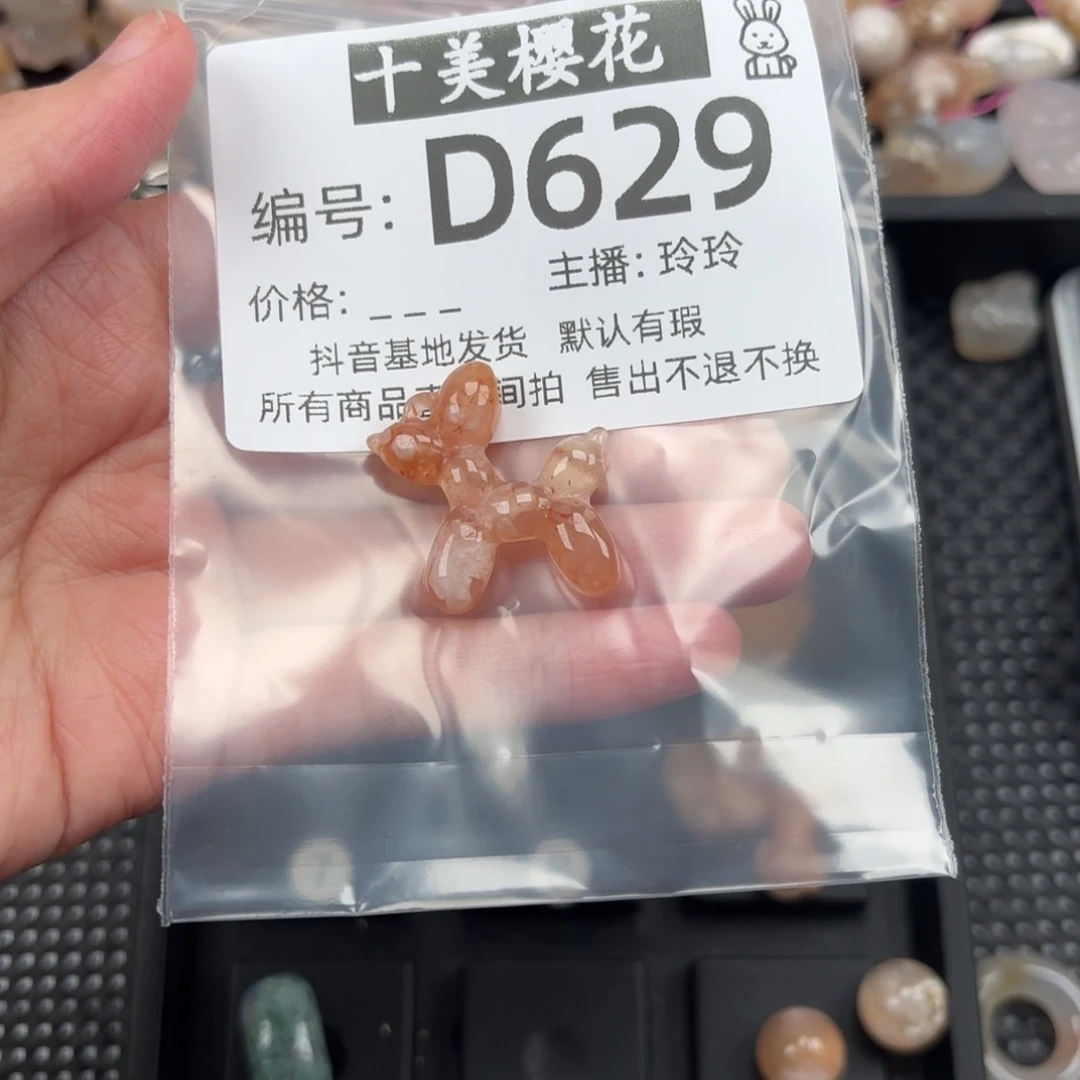 十美樱花
编号: D629
价格: _ _ _ 主播: 玲玲
抖音基地发货 默认有瑕
所有商品 间拍 售出不退不换